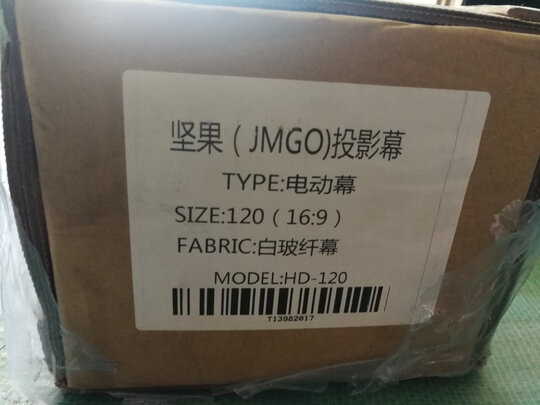 坚果（JMGO)投影幕
TYPE:电动幕
SIZE:120（16:9）
FABRIC:白玻纤幕
MODEL:HD-120
T13982017